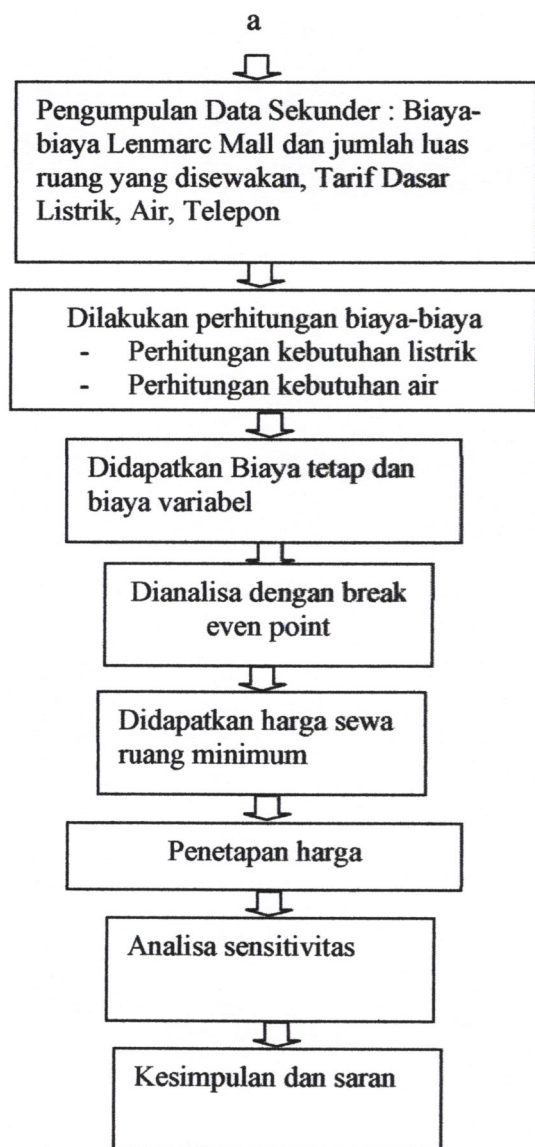 a
Pengumpulan Data Sekunder : Biaya-
biaya Lenmarc Mall dan jumlah luas
ruang yang disewakan, Tarif Dasar
Listrik, Air, Telepon
Dilakukan perhitungan biaya-biaya
- Perhitungan kebutuhan listrik
- Perhitungan kebutuhan air
Didapatkan Biaya tetap dan
biaya variabel
Dianalisa dengan break
even point
Didapatkan harga sewa
ruang minimum
Penetapan harga
Analisa sensitivitas
Kesimpulan dan saran